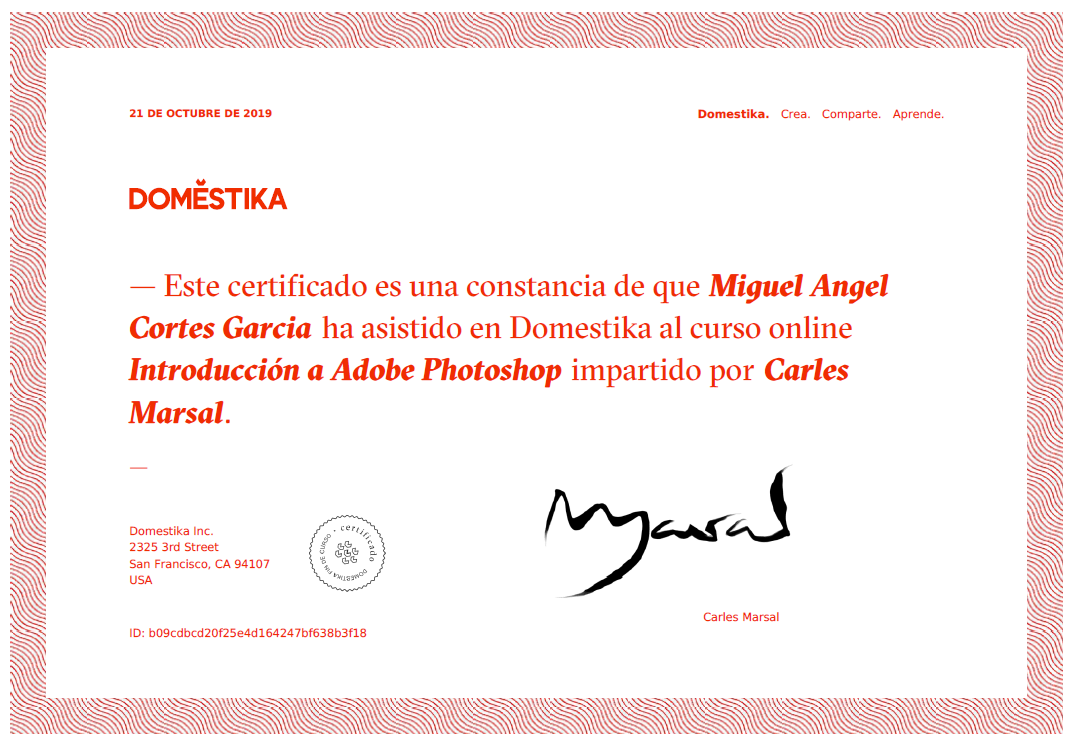 21 DE OCTUBRE DE 2019
Domestika. Crea. Comparte. Aprende.
DOMĔSTIKA
— Este certificado es una constancia de que Miguel Angel
Cortes Garcia ha asistido en Domestika al curso online
Introducción a Adobe Photoshop impartido por Carles
Marsal.
—
Marsal
Domestika Inc.
2325 3rd Street
San Francisco, CA 94107
USA
certificado · DOMESTIKA FIN DE CURSO ·
Carles Marsal
ID: b09cdbcd20f25e4d164247bf638b3f18